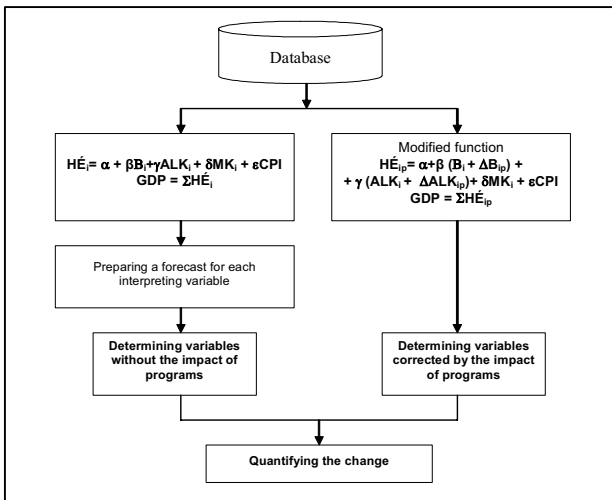 Database
HÉᵢ= α + βBᵢ+γALKᵢ + δMKᵢ + εCPI
GDP = ΣHÉᵢ
Modified function
HÉᵢₚ= α+β (Bᵢ + ΔBᵢₚ) +
+ γ (ALKᵢ + ΔALKᵢₚ)+ δMKᵢ + εCPI
GDP = ΣHÉᵢₚ
Preparing a forecast for each
interpreting variable
Determining variables
without the impact of
programs
Determining variables
corrected by the impact
of programs
Quantifying the change